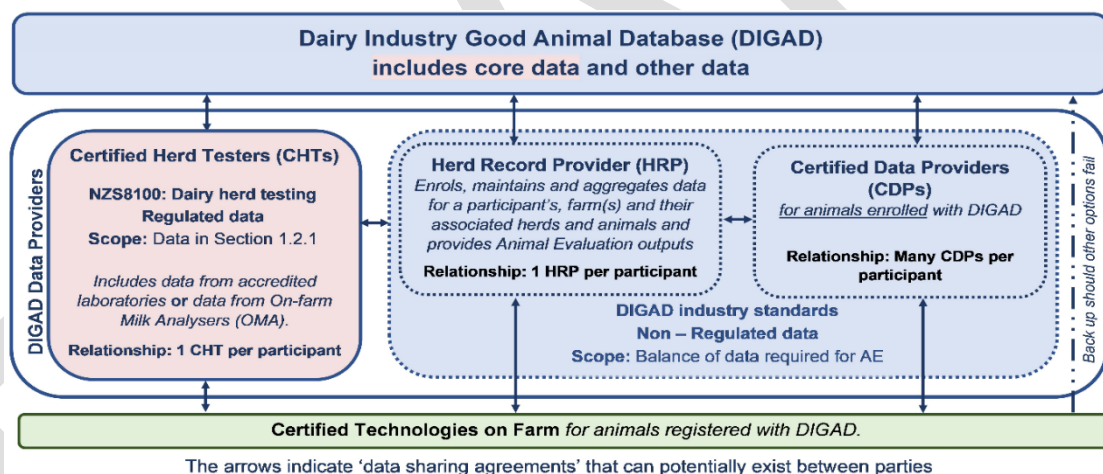 Dairy Industry Good Animal Database (DIGAD)
includes core data and other data
DIGAD Data Providers
Certified Herd Testers (CHTs)
NZS8100: Dairy herd testing
Regulated data
Scope: Data in Section 1.2.1
Includes data from accredited
laboratories or data from On-farm
Milk Analysers (OMA).
Relationship: 1 CHT per participant
Herd Record Provider (HRP)
Enrols, maintains and aggregates data
for a participant's, farm(s) and their
associated herds and animals and
provides Animal Evaluation outputs
Relationship: 1 HRP per participant
Certified Data Providers
(CDPs)
for animals enrolled with DIGAD
Relationship: Many CDPs per
participant
DIGAD industry standards
Non – Regulated data
Scope: Balance of data required for AE
Back up should other options fail
Certified Technologies on Farm for animals registered with DIGAD.
The arrows indicate 'data sharing agreements' that can potentially exist between parties